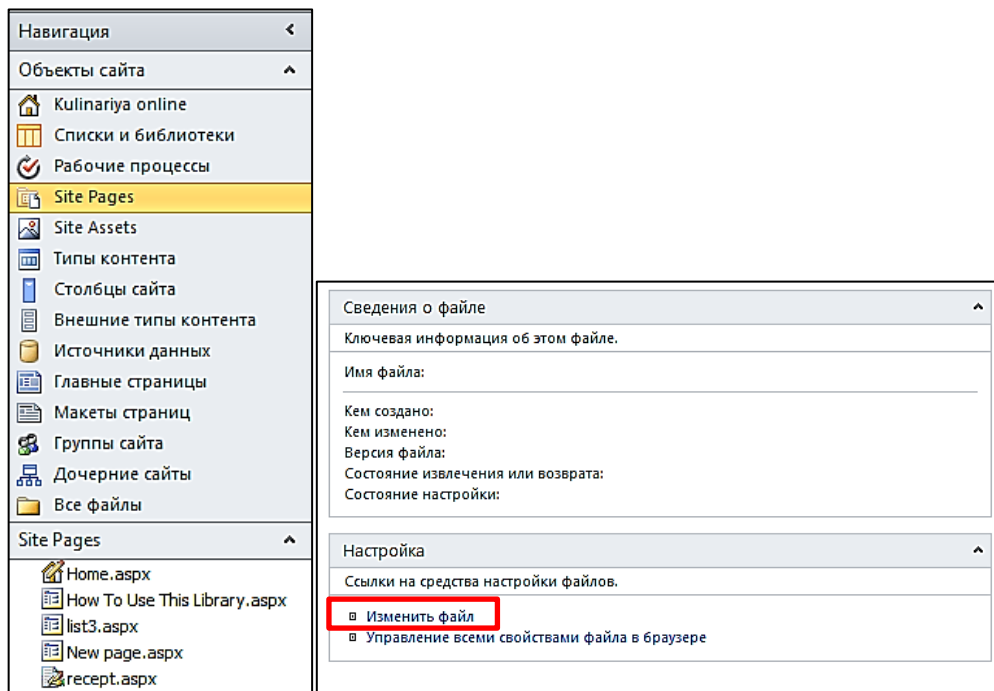 Навигация
Объекты сайта
Kulinariya online
Списки и библиотеки
Рабочие процессы
Site Pages
Site Assets
Типы контента
Столбцы сайта
Внешние типы контента
Источники данных
Главные страницы
Макеты страниц
Группы сайта
Дочерние сайты
Все файлы
Site Pages
Home.aspx
How To Use This Library.aspx
list3.aspx
New page.aspx
recept.aspx
Сведения о файле
Ключевая информация об этом файле.
Имя файла:
Кем создано:
Кем изменено:
Версия файла:
Состояние извлечения или возврата:
Состояние настройки:
Настройка
Ссылки на средства настройки файлов.
Изменить файл
Управление всеми свойствами файла в браузере